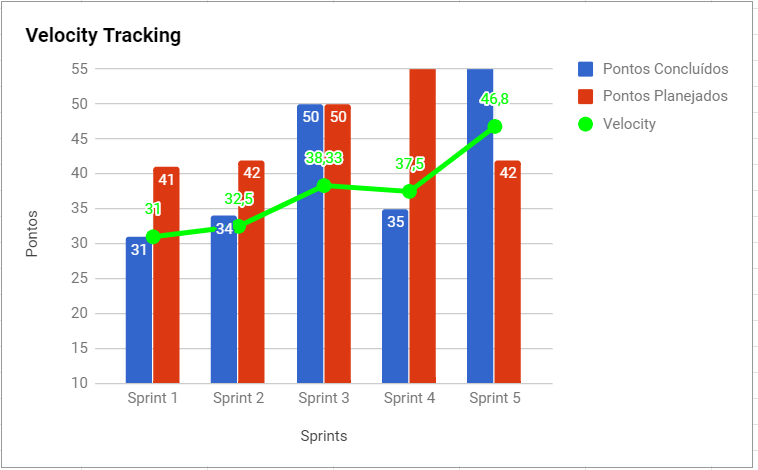 Velocity Tracking
Pontos Concluídos
Pontos Planejados
Velocity
55
50
45
40
35
30
25
20
15
10
Pontos
31
41
31
34
42
32,5
50
50
38,33
35
37,5
42
46,8
Sprint 1
Sprint 2
Sprint 3
Sprint 4
Sprint 5
Sprints